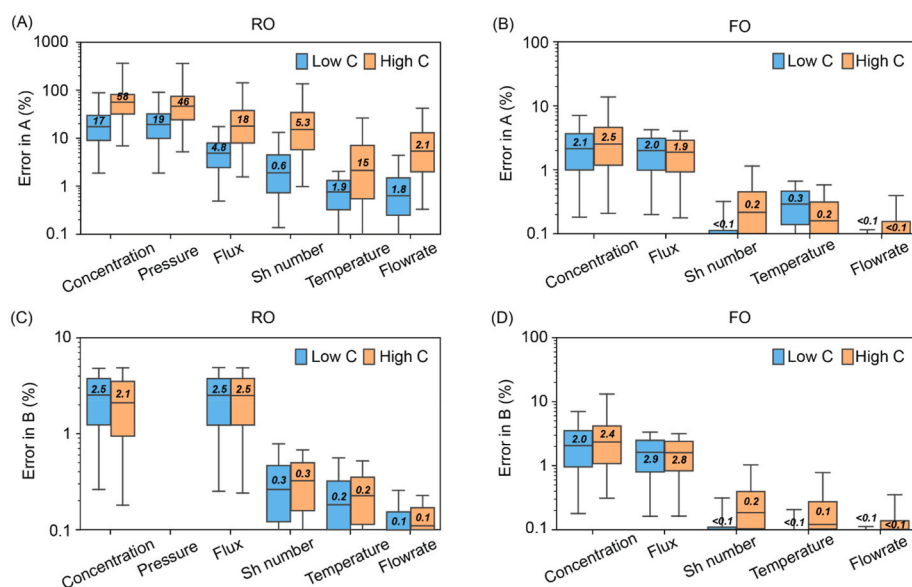 (A)
RO
1000
100
10
1
0.1
Error in A (%)
Low C
High C
17
58
19
46
4.8
18
0.6
5.3
1.9
15
1.8
2.1
Concentration
Pressure
Flux
Sh number
Temperature
Flowrate
(B)
FO
100
10
1
0.1
Error in A (%)
Low C
High C
2.1
2.5
2.0
1.9
<0.1
0.2
0.3
0.2
<0.1
<0.1
Concentration
Flux
Sh number
Temperature
Flowrate
(C)
RO
10
1
0.1
Error in B (%)
Low C
High C
2.5
2.1
2.5
2.5
0.3
0.3
0.2
0.2
0.1
0.1
Concentration
Pressure
Flux
Sh number
Temperature
Flowrate
(D)
FO
100
10
1
0.1
Error in B (%)
Low C
High C
2.0
2.4
2.9
2.8
<0.1
0.2
<0.1
0.1
<0.1
<0.1
Concentration
Flux
Sh number
Temperature
Flowrate